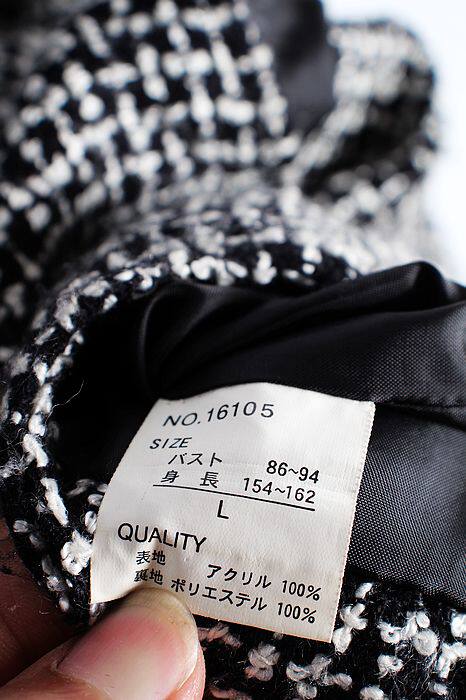 NO.16105
SIZE
バスト 86~94
身長 154~162
L
QUALITY
表地 アクリル 100%
裏地 ポリエステル 100%